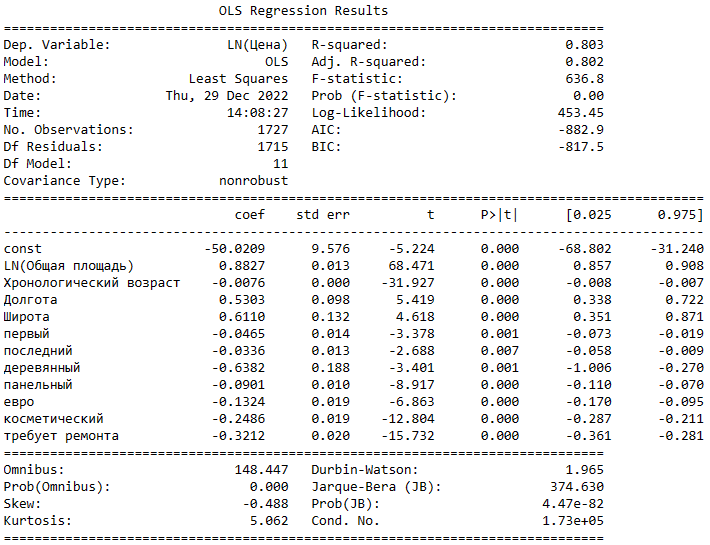 OLS Regression Results
==============================================================================
Dep. Variable: LN(Цена) R-squared: 0.803
Model: OLS Adj. R-squared: 0.802
Method: Least Squares F-statistic: 636.8
Date: Thu, 29 Dec 2022 Prob (F-statistic): 0.00
Time: 14:08:27 Log-Likelihood: 453.45
No. Observations: 1727 AIC: -882.9
Df Residuals: 1715 BIC: -817.5
Df Model: 11
Covariance Type: nonrobust
==========================================================================================
coef std err t P>|t| [0.025 0.975]
------------------------------------------------------------------------------------------
const -50.0209 9.576 -5.224 0.000 -68.802 -31.240
LN(Общая площадь) 0.8827 0.013 68.471 0.000 0.857 0.908
Хронологический возраст -0.0076 0.000 -31.927 0.000 -0.008 -0.007
Долгота 0.5303 0.098 5.419 0.000 0.338 0.722
Широта 0.6110 0.132 4.618 0.000 0.351 0.871
первый -0.0465 0.014 -3.378 0.001 -0.073 -0.019
последний -0.0336 0.013 -2.688 0.007 -0.058 -0.009
деревянный -0.6382 0.188 -3.401 0.001 -1.006 -0.270
панельный -0.0901 0.010 -8.917 0.000 -0.110 -0.070
евро -0.1324 0.019 -6.863 0.000 -0.170 -0.095
косметический -0.2486 0.019 -12.804 0.000 -0.287 -0.211
требует ремонта -0.3212 0.020 -15.732 0.000 -0.361 -0.281
==============================================================================
Omnibus: 148.447 Durbin-Watson: 1.965
Prob(Omnibus): 0.000 Jarque-Bera (JB): 374.630
Skew: -0.488 Prob(JB): 4.47e-82
Kurtosis: 5.062 Cond. No. 1.73e+05
==============================================================================